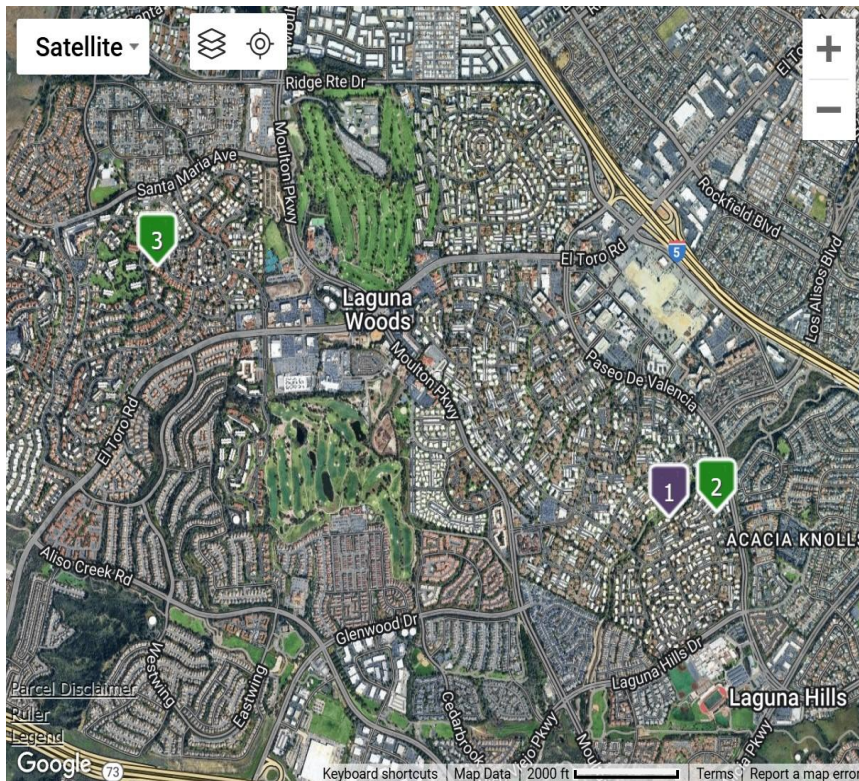 Satellite
Ridge Rte Dr
Moulton Pkwy
El Toro
Santa Maria Ave
Rockfield Blvd
3
El Toro Rd
5
Los Alisos Blvd
Laguna
Woods
Moulton Pkwy
Paseo De Valencia
El Toro Rd
1
2
ACACIA KNOLLS
Aliso Creek Rd
Glenwood Dr
Laguna Hills Dr
Westwing
Eastwing
Cedarbrook
Parcel Disclaimer
Ruler
Legend
Laguna Hills
Google
73
Keyboard shortcuts
Map Data
2000 ft
Terms
Report a map erro